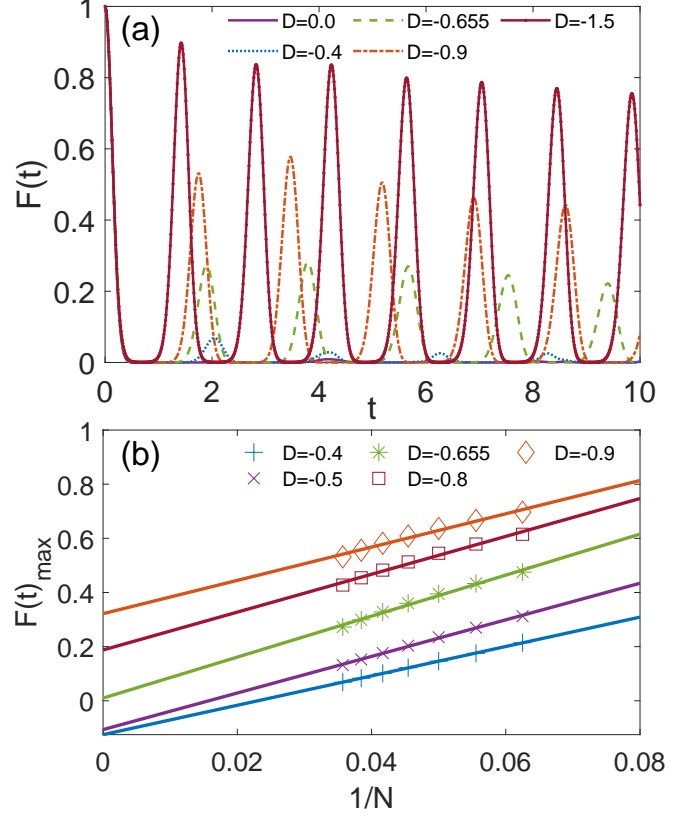 (a)
D=0.0 D=-0.655 D=-1.5
D=-0.4 D=-0.9
1
0.8
0.6
0.4
0.2
0
F(t)
0 2 4 6 8 10
t
(b)
D=-0.4 D=-0.655 D=-0.9
D=-0.5 D=-0.8
1
0.8
0.6
0.4
0.2
0
F(t)max
0 0.02 0.04 0.06 0.08
1/N